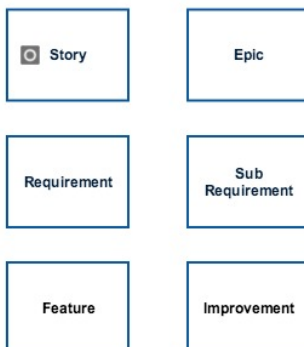 Story
Epic
Requirement
Sub
Requirement
Feature
Improvement